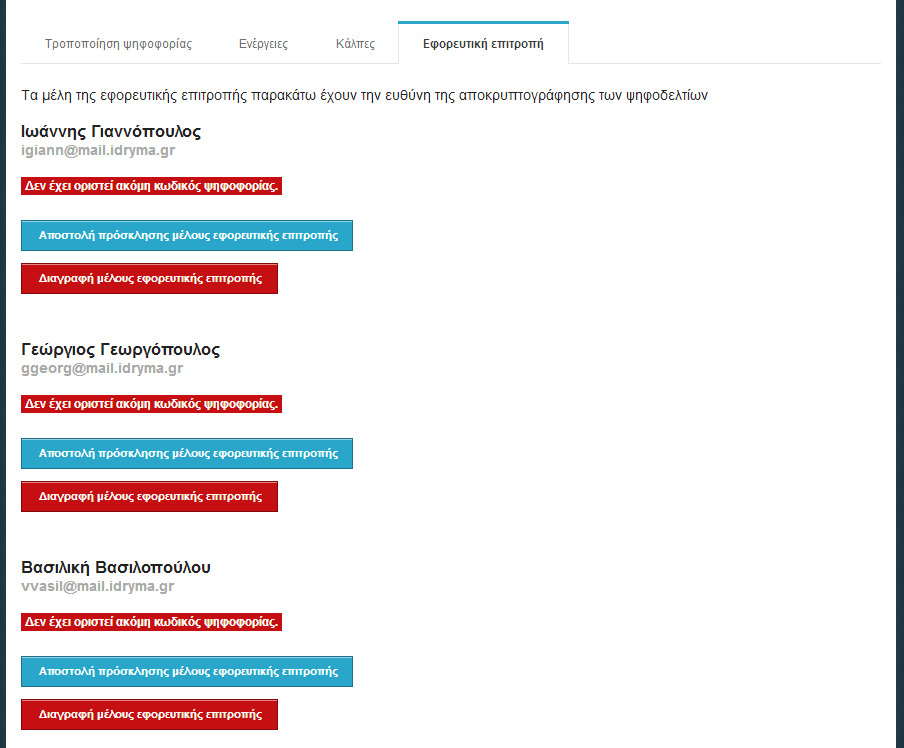 Τροποποίηση ψηφοφορίας
Ενέργειες
Κάλπες
Εφορευτική επιτροπή
Τα μέλη της εφορευτικής επιτροπής παρακάτω έχουν την ευθύνη της αποκρυπτογράφησης των ψηφοδελτίων
Ιωάννης Γιαννόπουλος
igiann@mail.idryma.gr
Δεν έχει οριστεί ακόμη κωδικός ψηφοφορίας.
Αποστολή πρόσκλησης μέλους εφορευτικής επιτροπής
Διαγραφή μέλους εφορευτικής επιτροπής
Γεώργιος Γεωργόπουλος
ggeorg@mail.idryma.gr
Δεν έχει οριστεί ακόμη κωδικός ψηφοφορίας.
Αποστολή πρόσκλησης μέλους εφορευτικής επιτροπής
Διαγραφή μέλους εφορευτικής επιτροπής
Βασιλική Βασιλοπούλου
vvasil@mail.idryma.gr
Δεν έχει οριστεί ακόμη κωδικός ψηφοφορίας.
Αποστολή πρόσκλησης μέλους εφορευτικής επιτροπής
Διαγραφή μέλους εφορευτικής επιτροπής